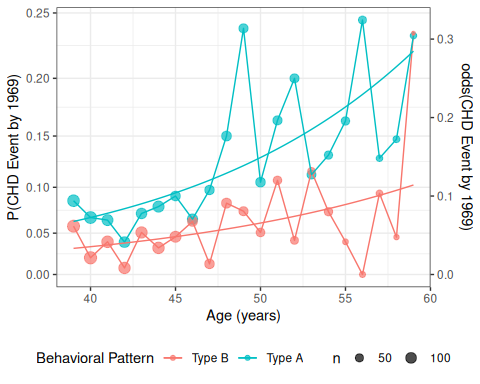 P(CHD Event by 1969)
0.25
0.20
0.15
0.10
0.05
0.00
0.3
0.2
0.1
0.0
odds(CHD Event by 1969)
40 45 50 55 60
Age (years)
Behavioral Pattern Type B Type A n 50 100